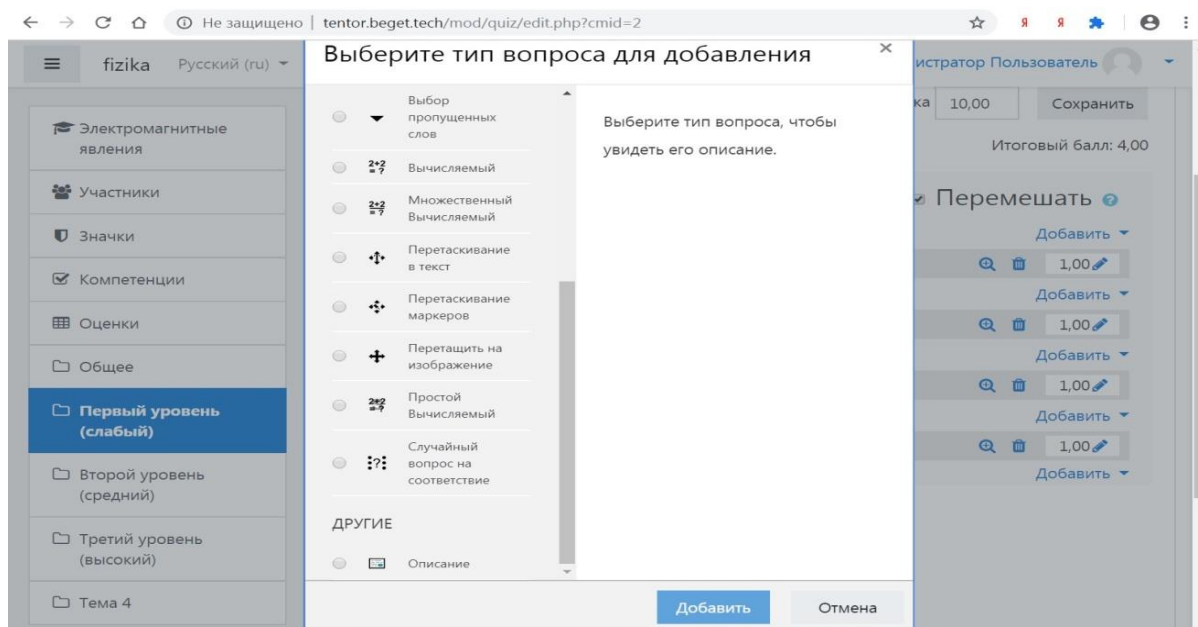 Не защищено | tentor.beget.tech/mod/quiz/edit.php?cmid=2
Я Я
fizika Русский (ru)
Выберите тип вопроса для добавления ×
истратор Пользователь
Электромагнитные
явления
Участники
Значки
Компетенции
Оценки
Общее
Первый уровень
(слабый)
Второй уровень
(средний)
Третий уровень
(высокий)
Тема 4
Выбор
пропущенных
слов
2+2
= ?
Вычисляемый
2+2
= ?
Множественный
Вычисляемый
Перетаскивание
в текст
Перетаскивание
маркеров
Перетащить на
изображение
Простой
Вычисляемый
Случайный
вопрос на
соответствие
ДРУГИЕ
Описание
Выберите тип вопроса, чтобы
увидеть его описание.
Добавить Отмена
ка 10,00 Сохранить
Итоговый балл: 4,00
Перемешать
Добавить
1,00
Добавить
1,00
Добавить
1,00
Добавить
1,00
Добавить